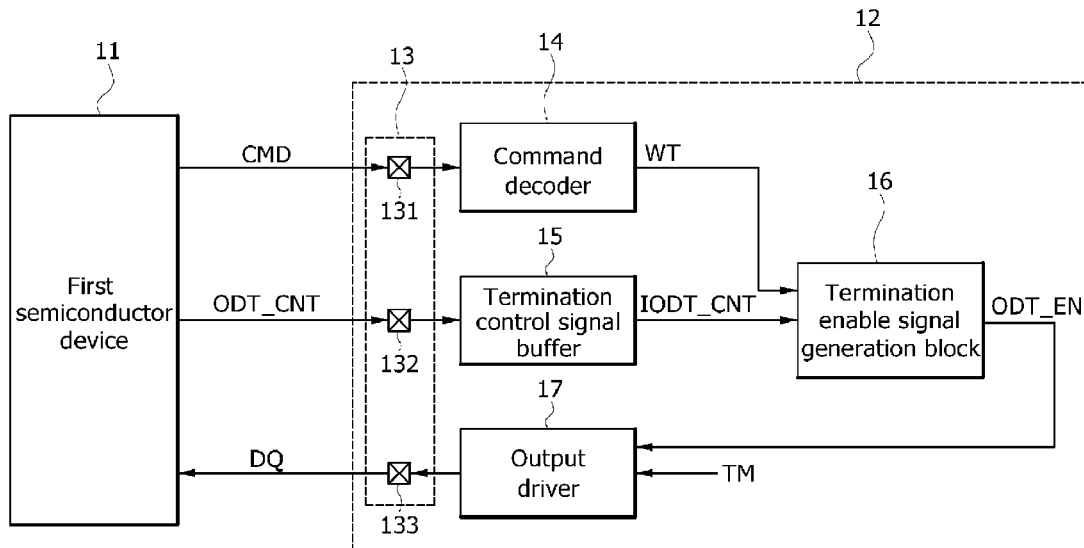 11
12
13
14
CMD
131
Command
decoder
WT
16
First
semiconductor
device
ODT_CNT
132
15
Termination
control signal
buffer
IODT_CNT
Termination
enable signal
generation block
ODT_EN
17
DQ
133
Output
driver
TM